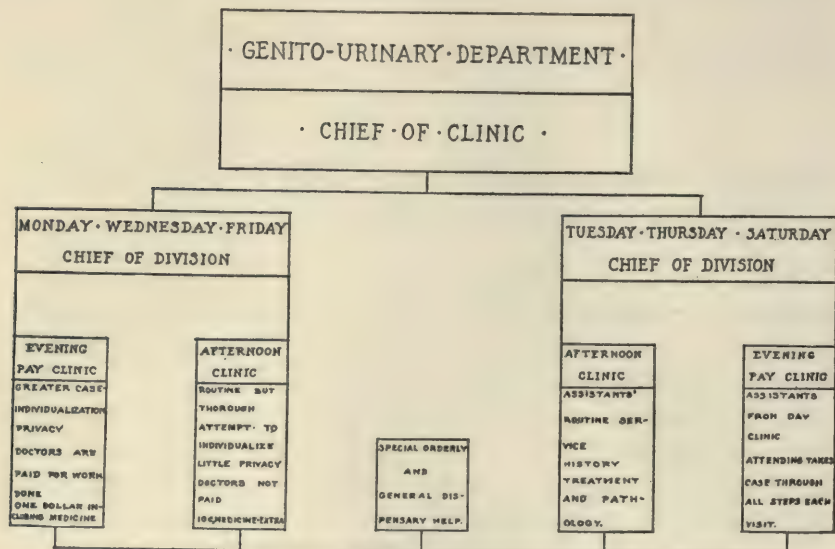 · GENITO-URINARY · DEPARTMENT ·
· CHIEF · OF · CLINIC ·
MONDAY · WEDNESDAY · FRIDAY
CHIEF OF DIVISION
TUESDAY · THURSDAY · SATURDAY
CHIEF OF DIVISION
EVENING
PAY CLINIC
GREATER CASE-
INDIVIDUALIZATION
PRIVACY
DOCTORS ARE
PAID FOR WORK
DONE
ONE DOLLAR IN-
CLUDING MEDICINE
AFTERNOON
CLINIC
ROUTINE BUT
THOROUGH
ATTEMPT · TO
INDIVIDUALIZE
LITTLE PRIVACY
DOCTORS NOT
PAID
10¢ MEDICINE-EXTRA
SPECIAL ORDERLY
AND
GENERAL DIS-
PENSARY HELP.
AFTERNOON
CLINIC
ASSISTANTS'
ROUTINE SER-
VICE
HISTORY
TREATMENT
AND PATH-
OLOGY.
EVENING
PAY CLINIC
ASSISTANTS
FROM DAY
CLINIC
ATTENDING TAKES
CASE THROUGH
ALL STEPS EACH
VISIT.